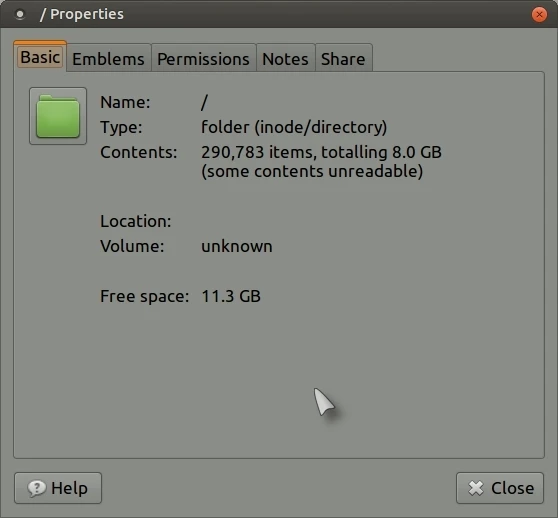 / Properties
Basic Emblems Permissions Notes Share
Name: /
Type: folder (inode/directory)
Contents: 290,783 items, totalling 8.0 GB
(some contents unreadable)
Location:
Volume: unknown
Free space: 11.3 GB
Help Close